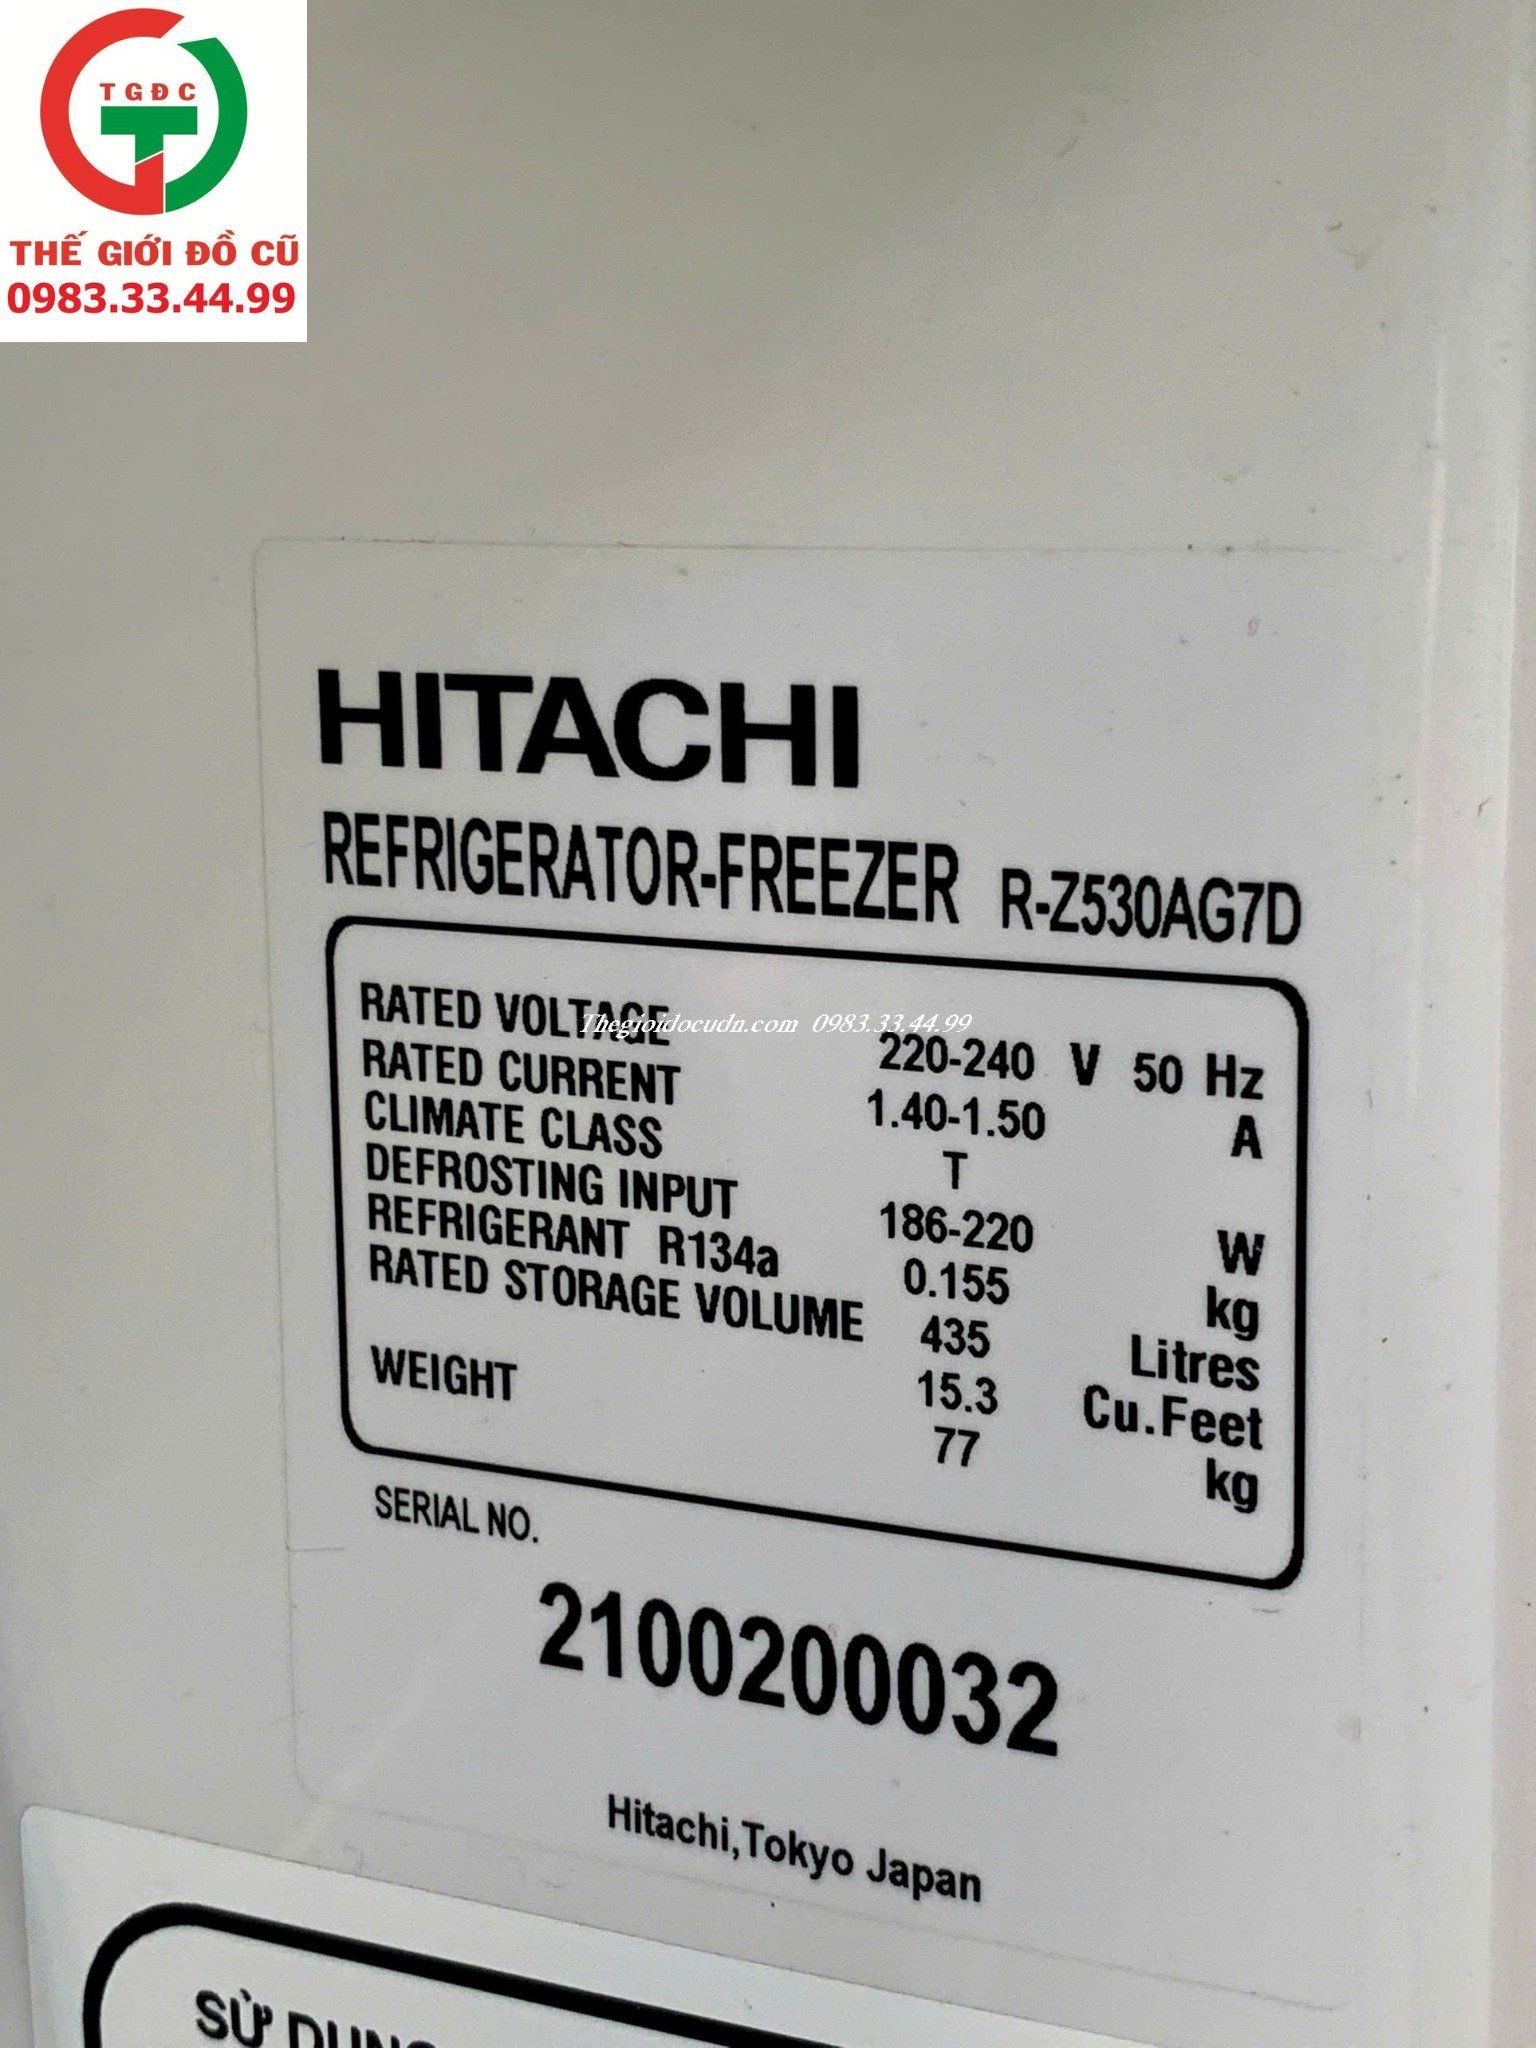 TGĐC
THẾ GIỚI ĐỒ CŨ
0983.33.44.99
HITACHI
REFRIGERATOR-FREEZER R-Z530AG7D
RATED VOLTAGE 220-240 V 50 Hz
Thegioidocudn.com 0983.33.44.99
RATED CURRENT 1.40-1.50 A
CLIMATE CLASS T
DEFROSTING INPUT 186-220 W
REFRIGERANT R134a 0.155 kg
RATED STORAGE VOLUME 435 Litres
15.3 Cu.Feet
WEIGHT 77 kg
SERIAL NO.
2100200032
Hitachi,Tokyo Japan
SỬ